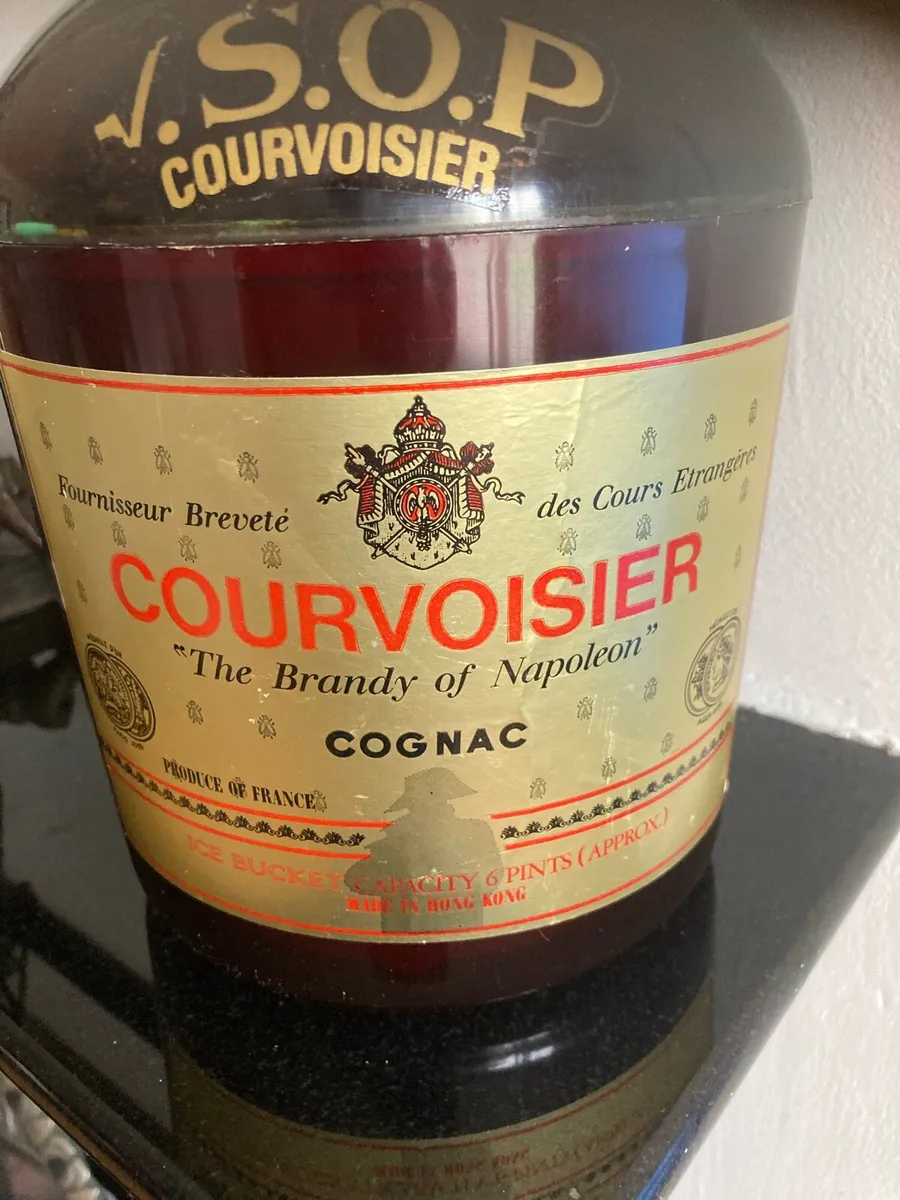 V.S.O.P
COURVOISIER
Fournisseur Breveté
des Cours Etrangères
COURVOISIER
"The Brandy of Napoleon"
COGNAC
PRODUCE OF FRANCE
ICE BUCKET CAPACITY 6 PINTS (APPROX.)
MADE IN HONG KONG